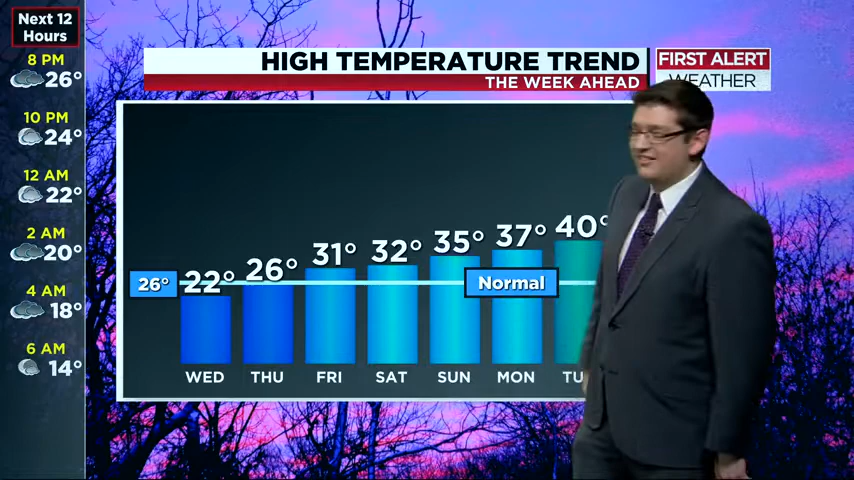 Next 12
Hours
8 PM
26°
10 PM
24°
12 AM
22°
2 AM
20°
4 AM
18°
6 AM
14°
HIGH TEMPERATURE TREND
THE WEEK AHEAD
FIRST ALERT
WEATHER
22° 26° 31° 32° 35° 37° 40°
26°
Normal
WED THU FRI SAT SUN MON TU